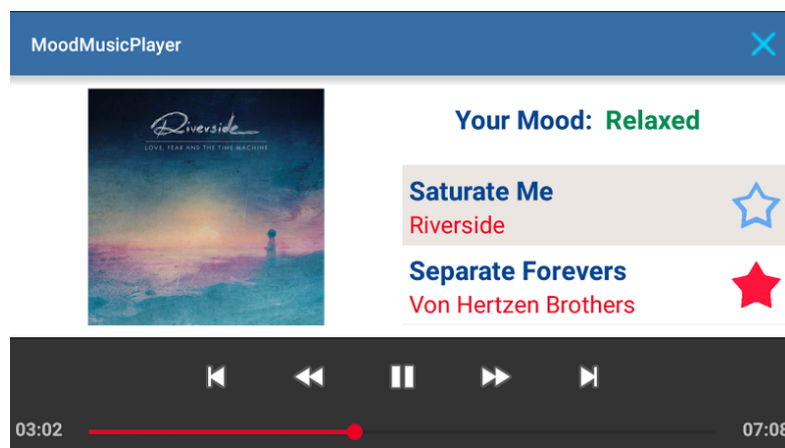 MoodMusicPlayer
Riverside
LOVE, FEAR AND THE TIME MACHINE
Your Mood: Relaxed
Saturate Me
Riverside
Separate Forevers
Von Hertzen Brothers
03:02
07:08